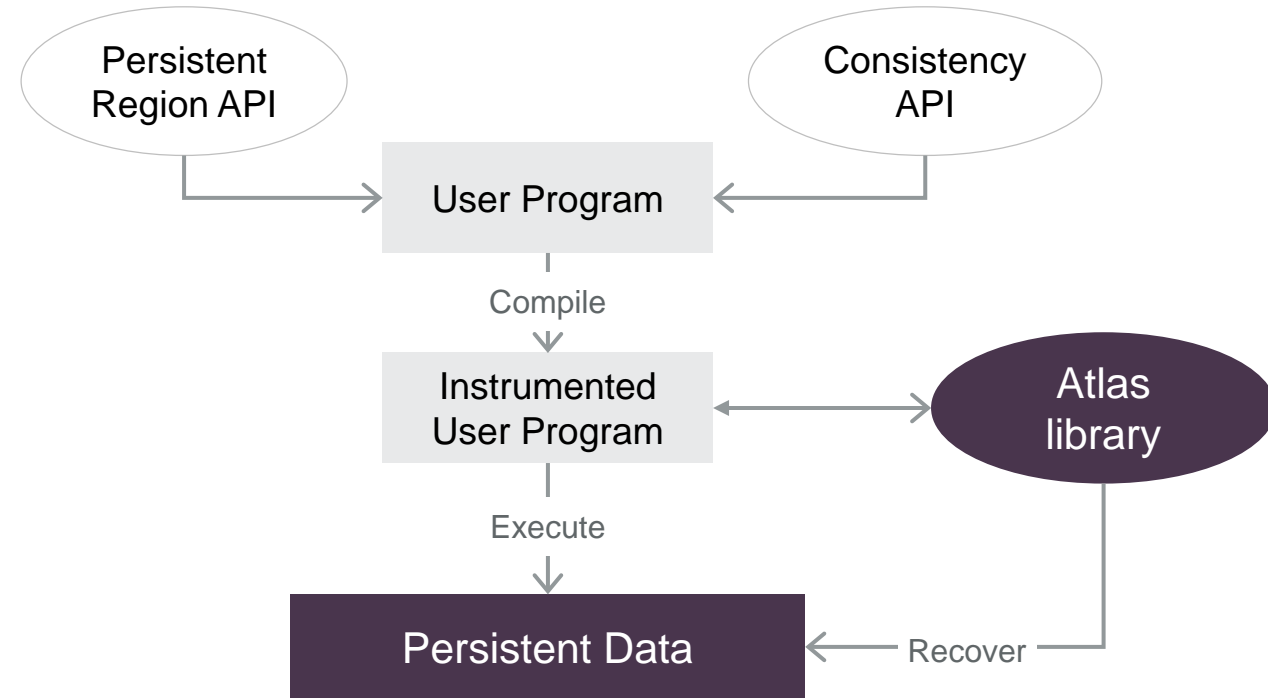 Persistent
Region API
Consistency
API
User Program
Compile
Instrumented
User Program
Atlas
library
Execute
Persistent Data
Recover